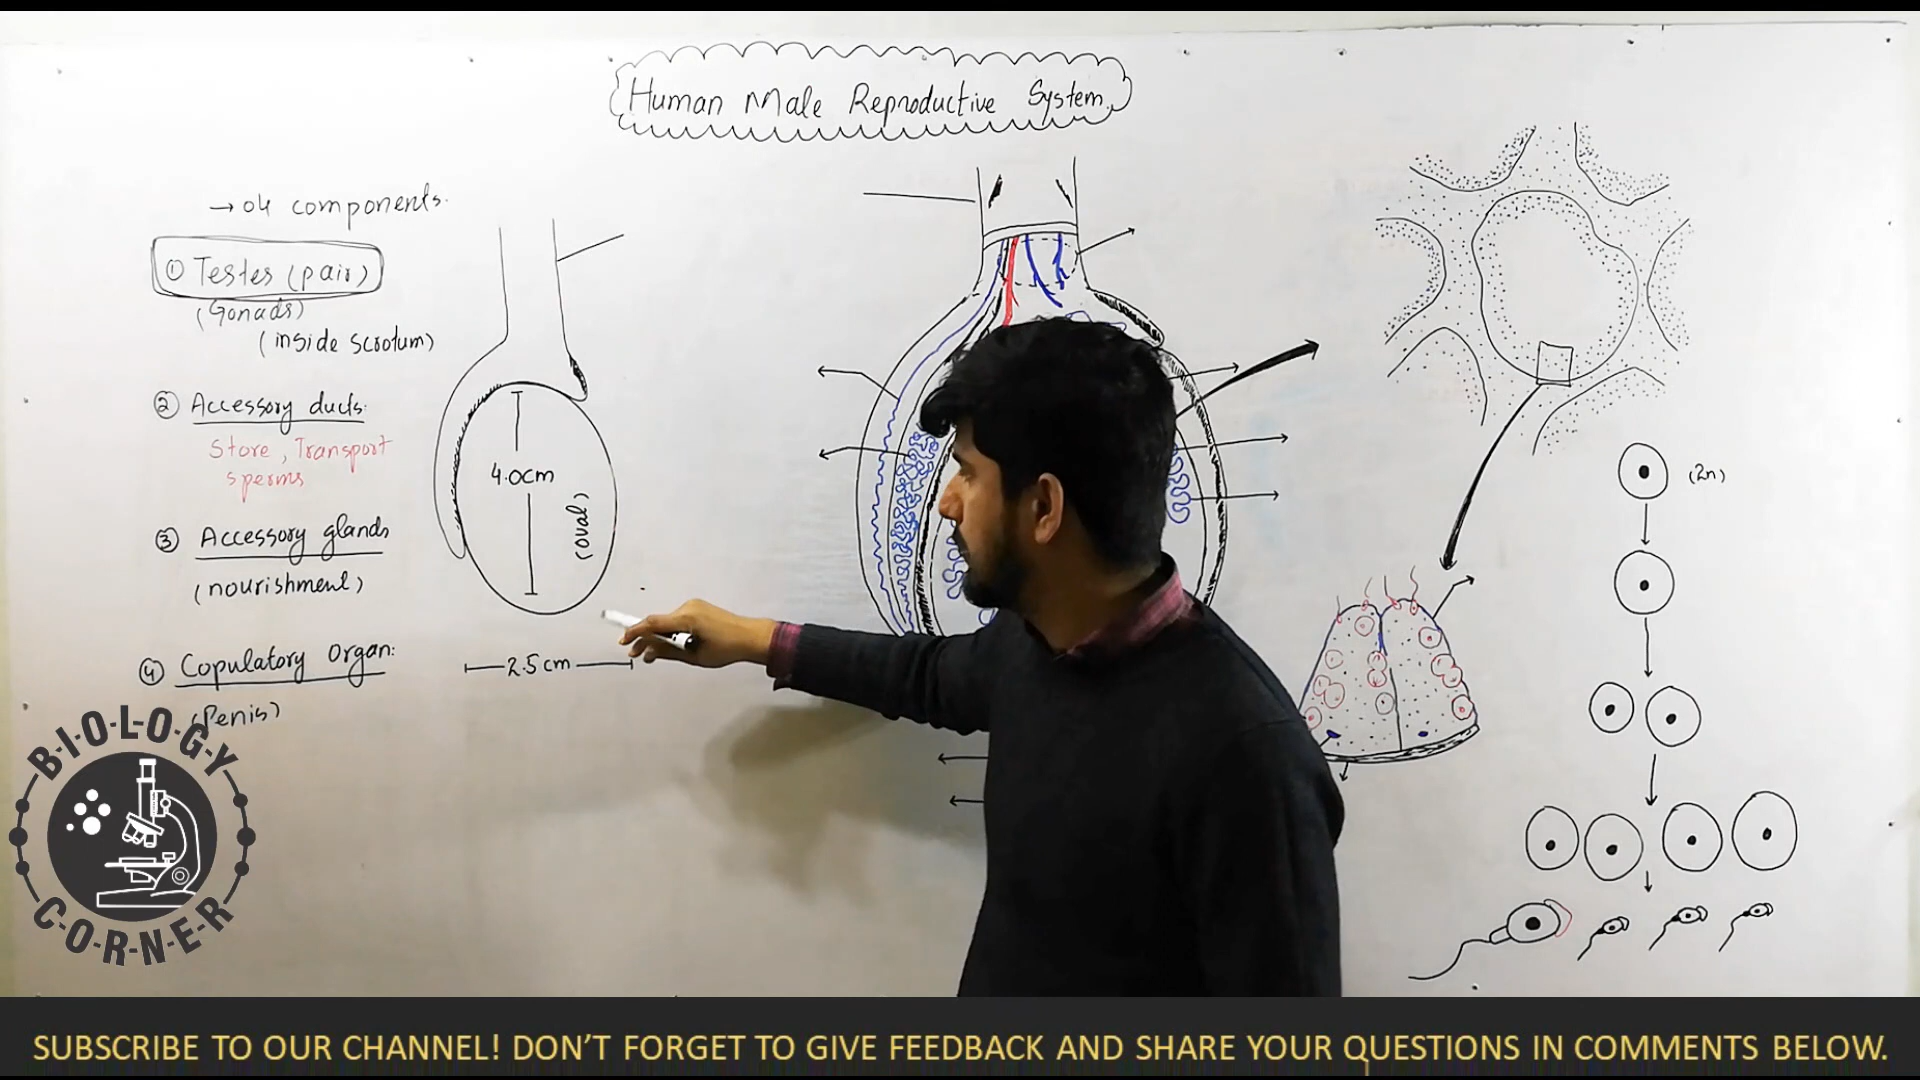 Human Male Reproductive System.
→ 04 components.
① Testes (pair)
(Gonads)
(inside scrotum)
② Accessory ducts:
Store, Transport
sperms
③ Accessory glands
(nourishment)
④ Copulatory Organ:
(Penis)
4.0cm
(oval)
2.5cm
(2n)
B-I-O-L-O-G-Y
C-O-R-N-E-R
SUBSCRIBE TO OUR CHANNEL! DON'T FORGET TO GIVE FEEDBACK AND SHARE YOUR QUESTIONS IN COMMENTS BELOW.